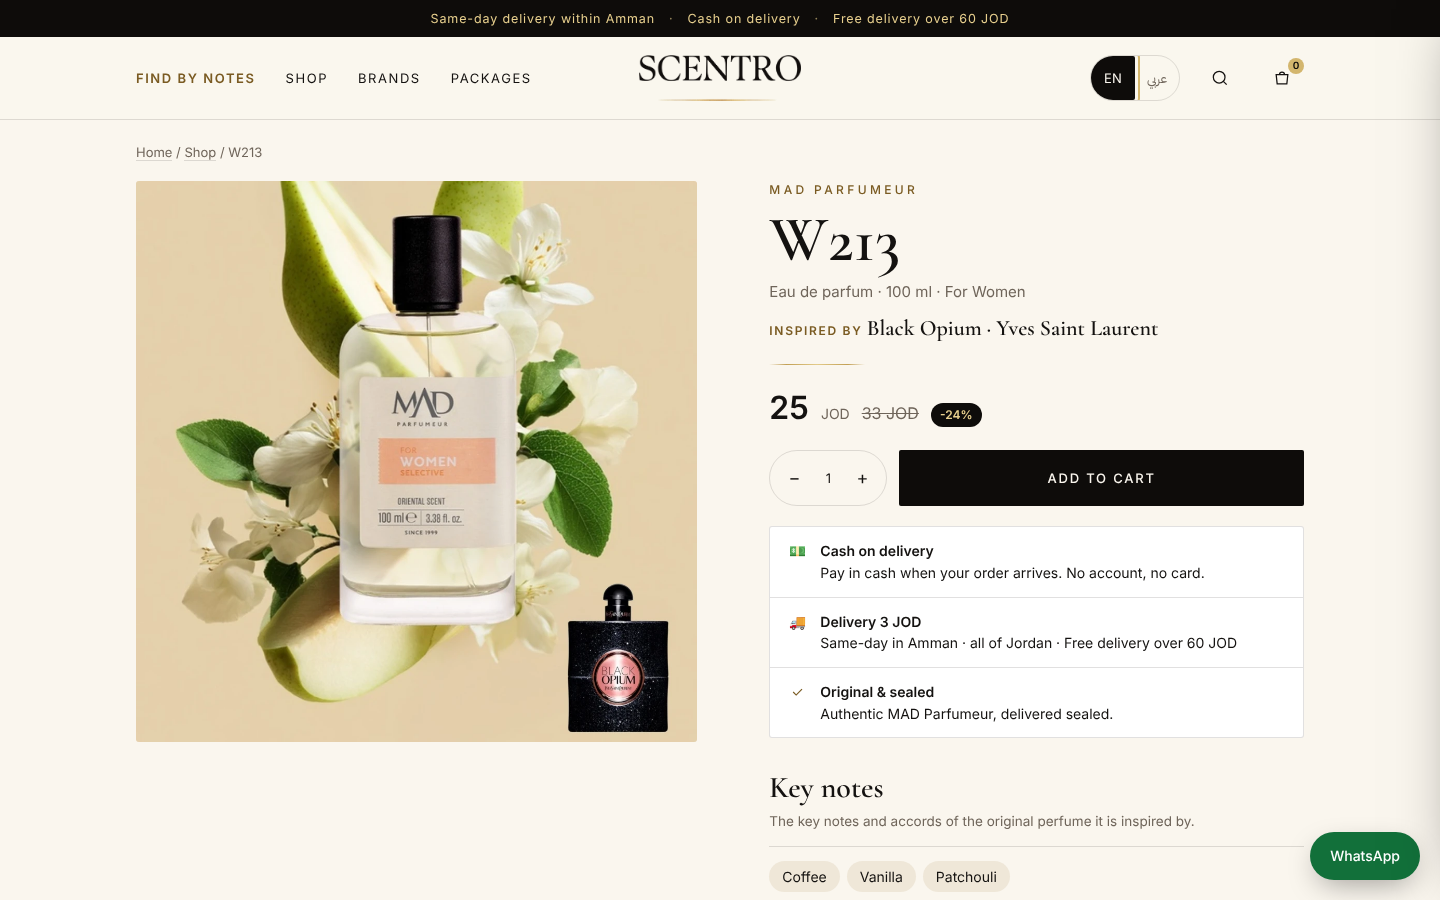 Same-day delivery within Amman · Cash on delivery · Free delivery over 60 JOD
FIND BY NOTES SHOP BRANDS PACKAGES
SCENTRO
EN عربي
0
Home / Shop / W213
MAD
PARFUMEUR
FOR
WOMEN
SELECTIVE
ORIENTAL SCENT
100 ml e 3.38 fl. oz.
SINCE 1999
BLACK
OPIUM
YVES SAINT LAURENT
MAD PARFUMEUR
W213
Eau de parfum · 100 ml · For Women
INSPIRED BY Black Opium · Yves Saint Laurent
25 JOD 33 JOD -24%
− 1 +
ADD TO CART
Cash on delivery
Pay in cash when your order arrives. No account, no card.
Delivery 3 JOD
Same-day in Amman · all of Jordan · Free delivery over 60 JOD
Original & sealed
Authentic MAD Parfumeur, delivered sealed.
Key notes
The key notes and accords of the original perfume it is inspired by.
Coffee Vanilla Patchouli
WhatsApp